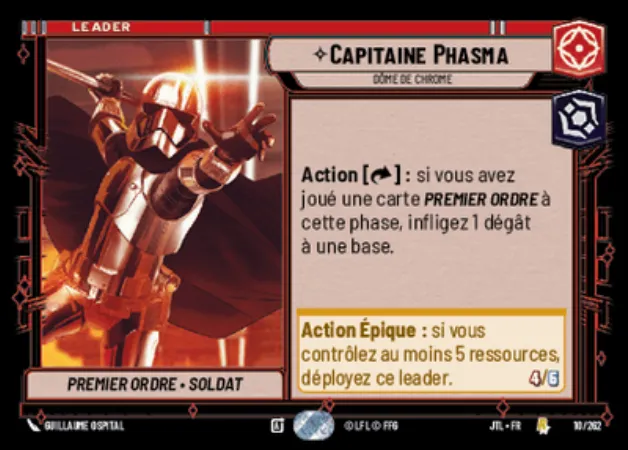 LEADER
CAPITAINE PHASMA
DÔME DE CHROME
Action [ ] : si vous avez
joué une carte PREMIER ORDRE à
cette phase, infligez 1 dégât
à une base.
Action Épique : si vous
contrôlez au moins 5 ressources,
déployez ce leader. 4/6
PREMIER ORDRE • SOLDAT
GUILLAUME OSPITAL
A
© LFL © FFG
JTL • FR
10/262